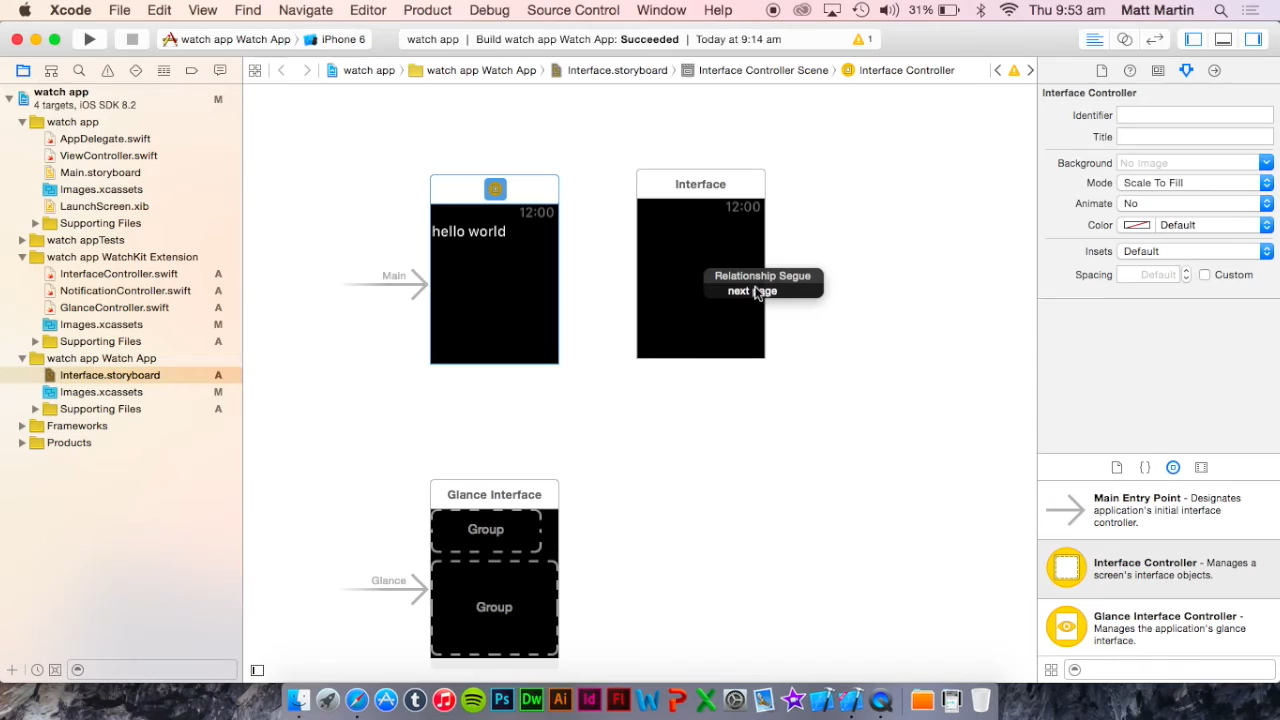 Xcode File Edit View Find Navigate Editor Product Debug Source Control Window Help 31% Thu 9:53 am Matt Martin
watch app Watch App iPhone 6 watch app | Build watch app Watch App: Succeeded | Today at 9:14 am 1
watch app watch app Watch App Interface.storyboard Interface Controller Scene Interface Controller
watch app M
4 targets, iOS SDK 8.2
watch app
AppDelegate.swift
ViewController.swift
Main.storyboard
Images.xcassets
LaunchScreen.xib
Supporting Files
watch appTests
watch app WatchKit Extension
InterfaceController.swift A
NotificationController.swift A
GlanceController.swift A
Images.xcassets M
Supporting Files A
watch app Watch App
Interface.storyboard A
Images.xcassets M
Supporting Files A
Frameworks
Products
12:00
hello world
Main
Interface
12:00
Relationship Segue
next page
Glance Interface
Group
Glance
Group
Interface Controller
Identifier
Title
Background No Image
Mode Scale To Fill
Animate No
Color Default
Insets Default
Spacing Default Custom
Main Entry Point - Designates
application's initial interface
controller.
Interface Controller - Manages a
screen's interface objects.
Glance Interface Controller -
Manages the application's glance
interface.
Ps Dw Ai Id Fl W P X